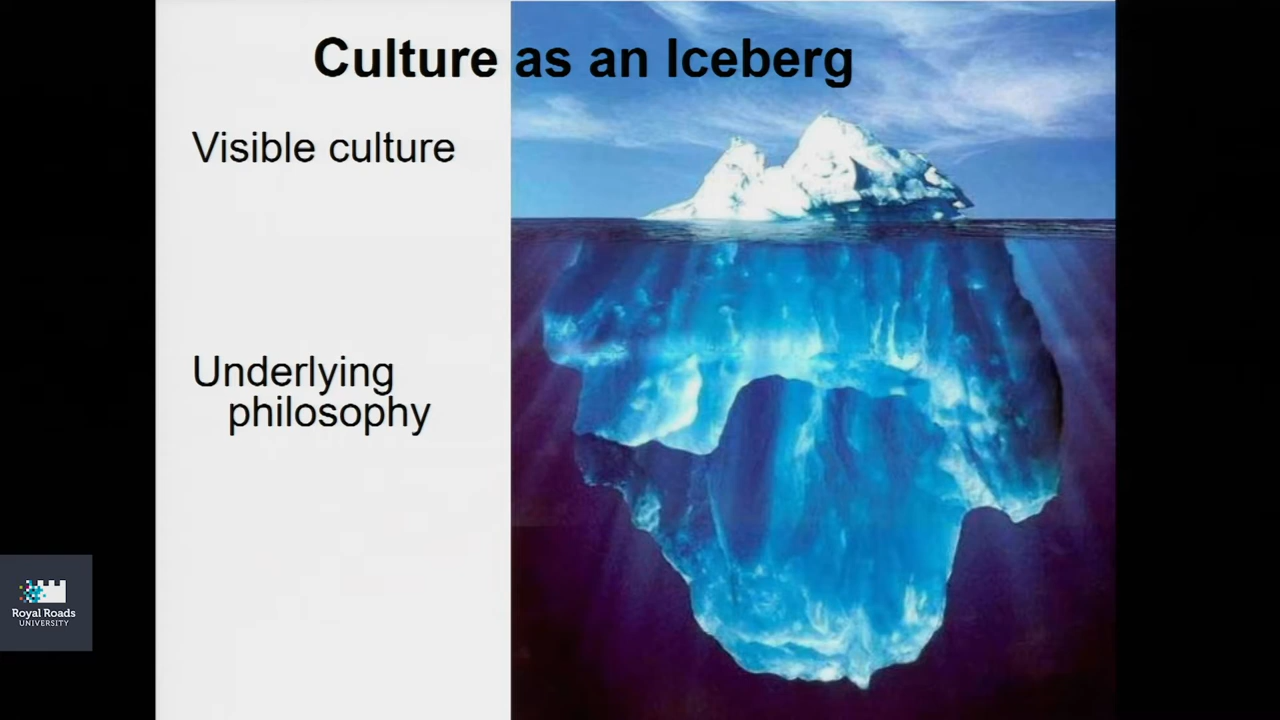 Culture as an Iceberg
Visible culture
Underlying
philosophy
Royal Roads
UNIVERSITY